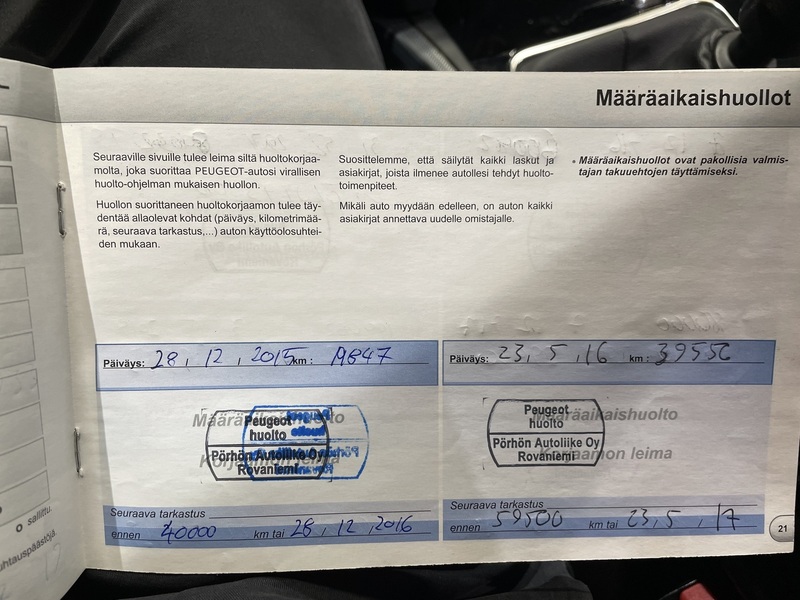 Määräaikaishuollot
Seuraaville sivuille tulee leima siltä huoltokorjaa-
molta, joka suorittaa PEUGEOT-autosi virallisen
huolto-ohjelman mukaisen huollon.
Huollon suorittaneen huoltokorjaamon tulee täy-
dentää allaolevat kohdat (päiväys, kilometrimää-
rä, seuraava tarkastus,...) auton käyttöolosuhtei-
den mukaan.
Suosittelemme, että säilytät kaikki laskut ja
asiakirjat, joista ilmenee autollesi tehdyt huolto-
toimenpiteet.
Mikäli auto myydään edelleen, on auton kaikki
asiakirjat annettava uudelle omistajalle.
• Määräaikaishuollot ovat pakollisia valmis-
tajan takuuehtojen täyttämiseksi.
Päiväys: 28, 12, 2015 km: 19847
Peugeot
huolto
Pörhön Autoliike Oy
Rovaniemi
Seuraava tarkastus
ennen 40000 km tai 28, 12, 2016
Päiväys: 23, 5, 16 km: 39550
Määräaikaishuolto
Peugeot
huolto
Pörhön Autoliike Oy
Rovaniemi
leima
Seuraava tarkastus
ennen 59500 km tai 23, 5, 17
21
sallittu.